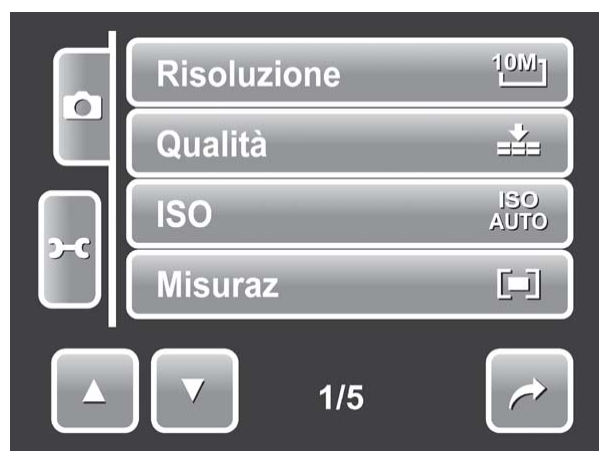 Risoluzione 10M
Qualità
ISO ISO AUTO
Misuraz
1/5